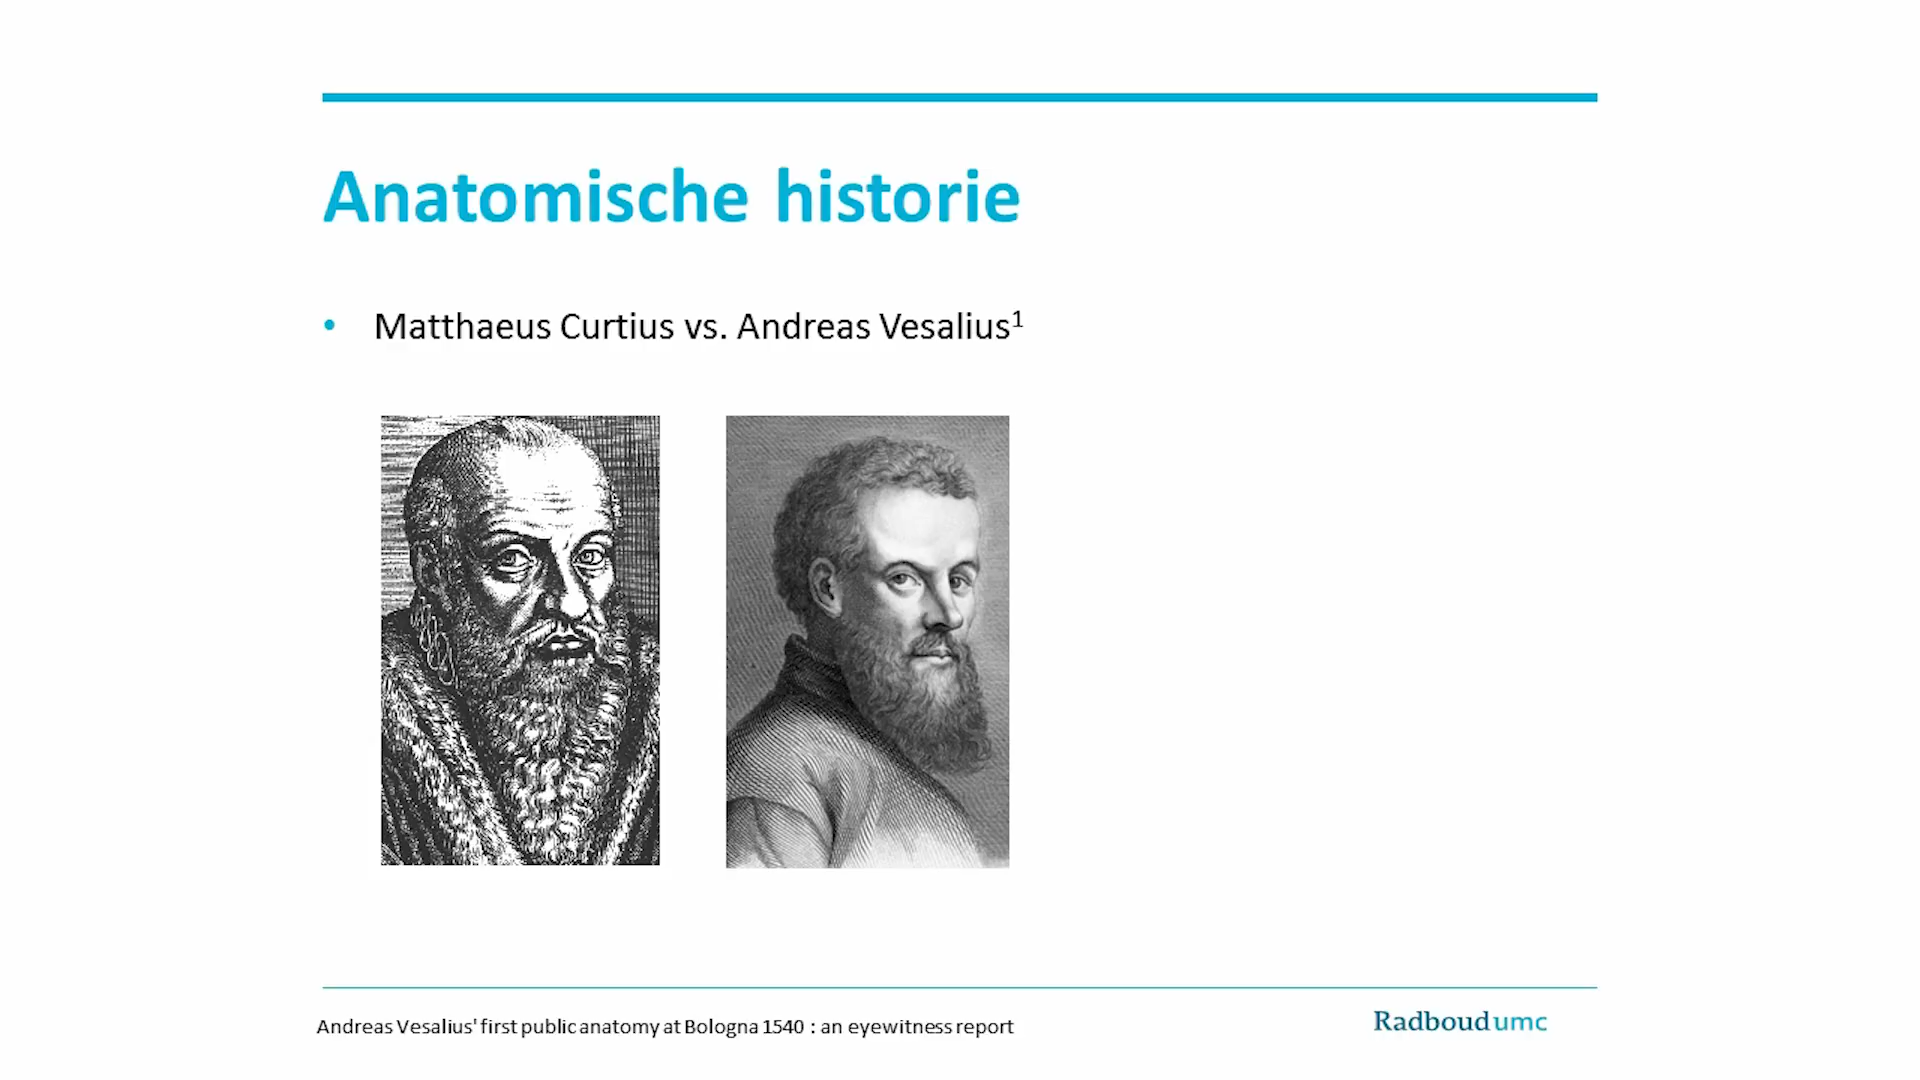 Anatomische historie
• Matthaeus Curtius vs. Andreas Vesalius¹
Andreas Vesalius' first public anatomy at Bologna 1540 : an eyewitness report
Radboudumc